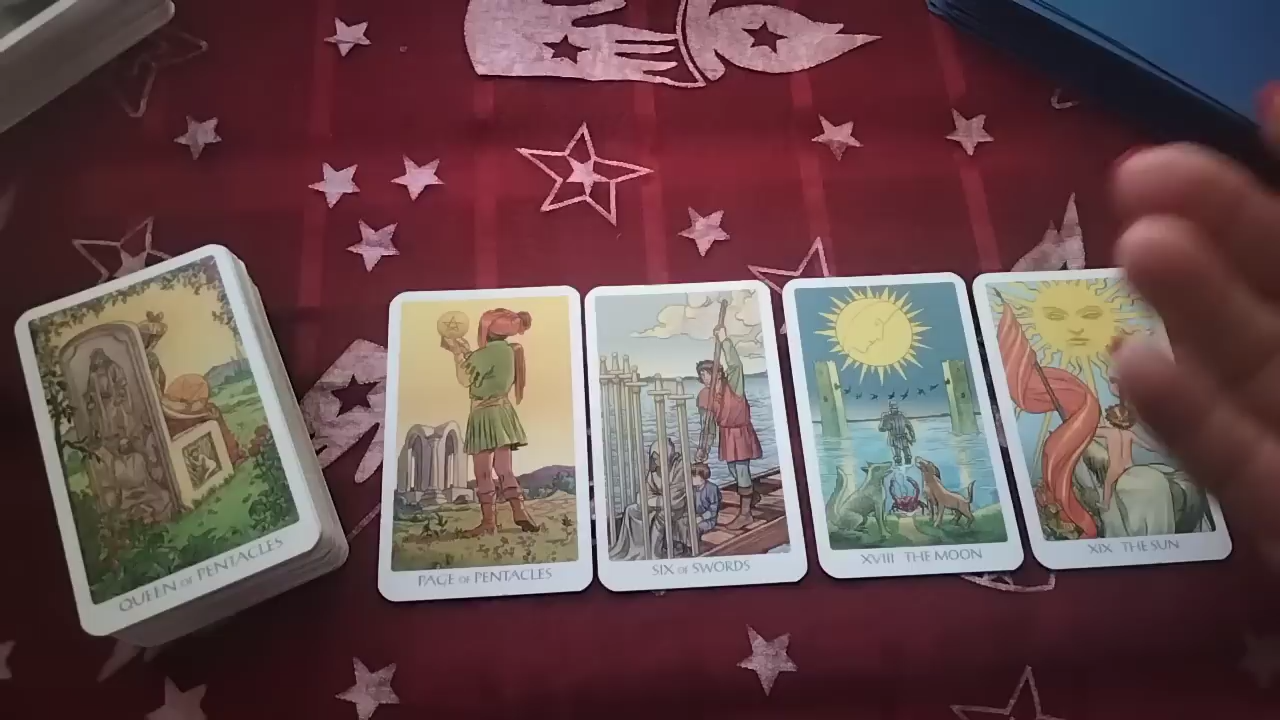 QUEEN OF PENTACLES
PAGE OF PENTACLES
SIX OF SWORDS
XVIII THE MOON
XIX THE SUN